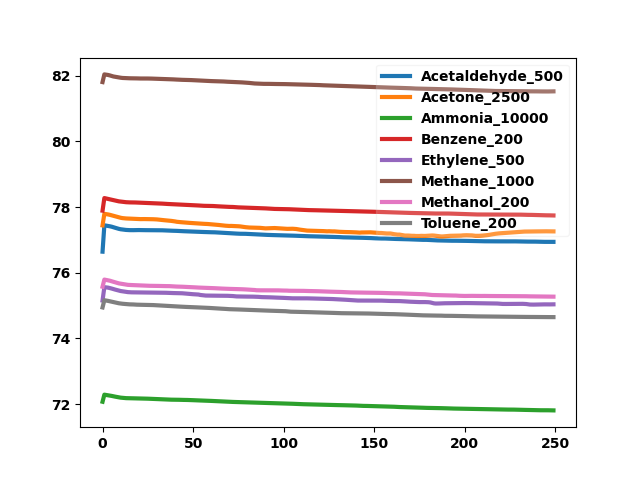 82
80
78
76
74
72
0
50
100
150
200
250
Acetaldehyde_500
Acetone_2500
Ammonia_10000
Benzene_200
Ethylene_500
Methane_1000
Methanol_200
Toluene_200